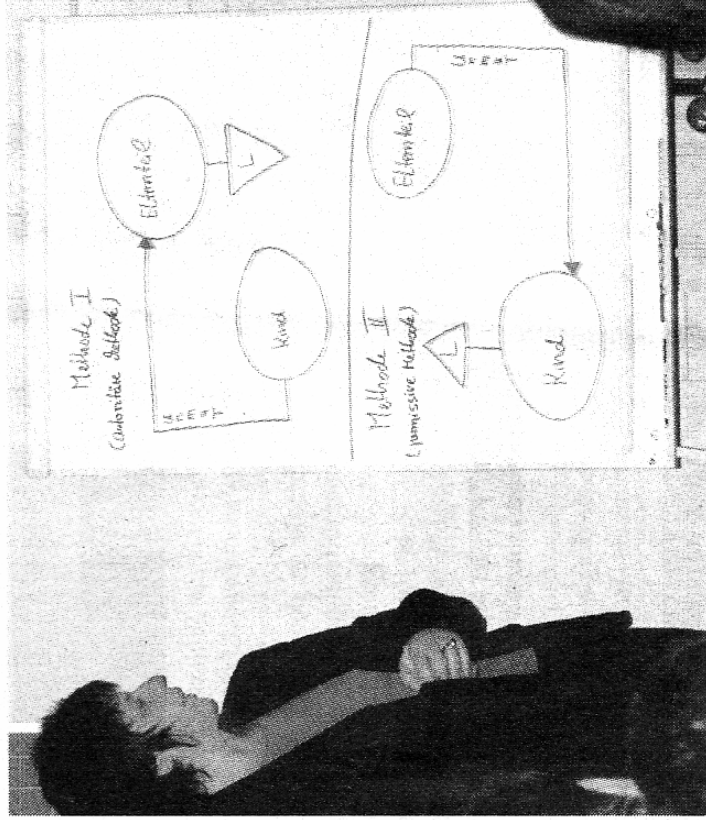 Methode I
(autoritäre Methode)
Elternteil
L
Kind
Methode II
(permissive Methode)
L
Elternteil
Kind